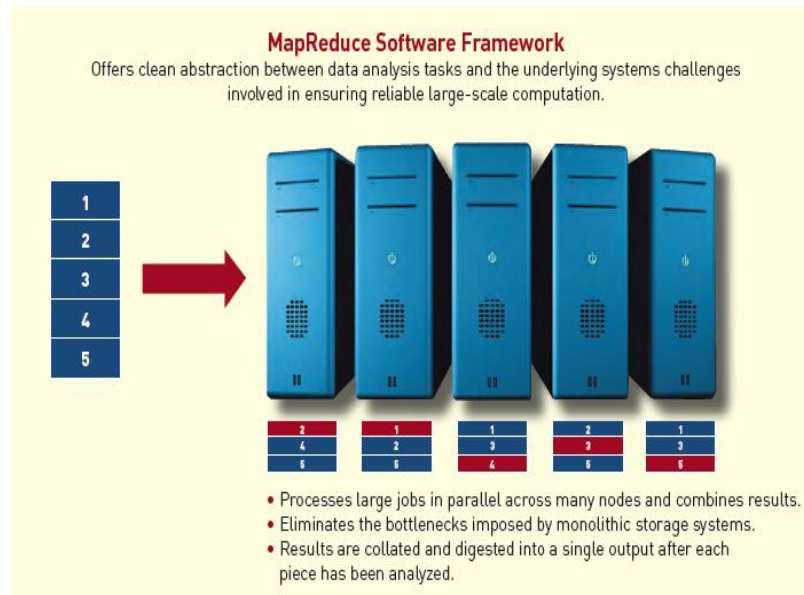 MapReduce Software Framework
Offers clean abstraction between data analysis tasks and the underlying systems challenges
involved in ensuring reliable large-scale computation.
1
2
3
4
5
2 1 1 2 1
4 2 3 3 3
5 5 4 5 5
• Processes large jobs in parallel across many nodes and combines results.
• Eliminates the bottlenecks imposed by monolithic storage systems.
• Results are collated and digested into a single output after each
piece has been analyzed.